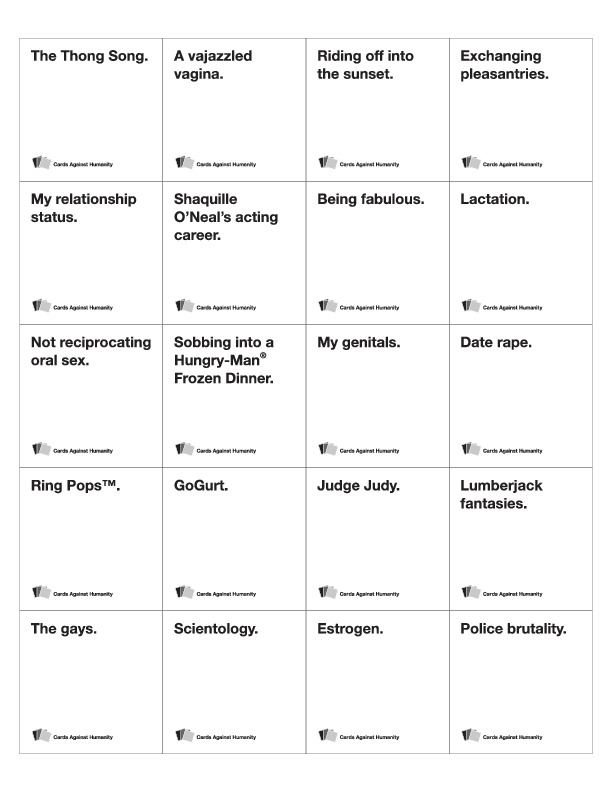 The Thong Song.
Cards Against Humanity
A vajazzled
vagina.
Cards Against Humanity
Riding off into
the sunset.
Cards Against Humanity
Exchanging
pleasantries.
Cards Against Humanity
My relationship
status.
Cards Against Humanity
Shaquille
O’Neal’s acting
career.
Cards Against Humanity
Being fabulous.
Cards Against Humanity
Lactation.
Cards Against Humanity
Not reciprocating
oral sex.
Cards Against Humanity
Sobbing into a
Hungry-Man®
Frozen Dinner.
Cards Against Humanity
My genitals.
Cards Against Humanity
Date rape.
Cards Against Humanity
Ring Pops™.
Cards Against Humanity
GoGurt.
Cards Against Humanity
Judge Judy.
Cards Against Humanity
Lumberjack
fantasies.
Cards Against Humanity
The gays.
Cards Against Humanity
Scientology.
Cards Against Humanity
Estrogen.
Cards Against Humanity
Police brutality.
Cards Against Humanity